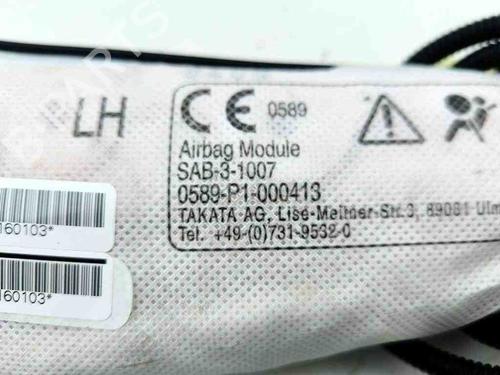 LH
CE 0589
Airbag Module
SAB-3-1007
0589-P1-000413
TAKATA AG, Lise-Meitner-Str.3, 89081 Ulm
Tel. +49-(0)731-9532-0
160103*
160103*